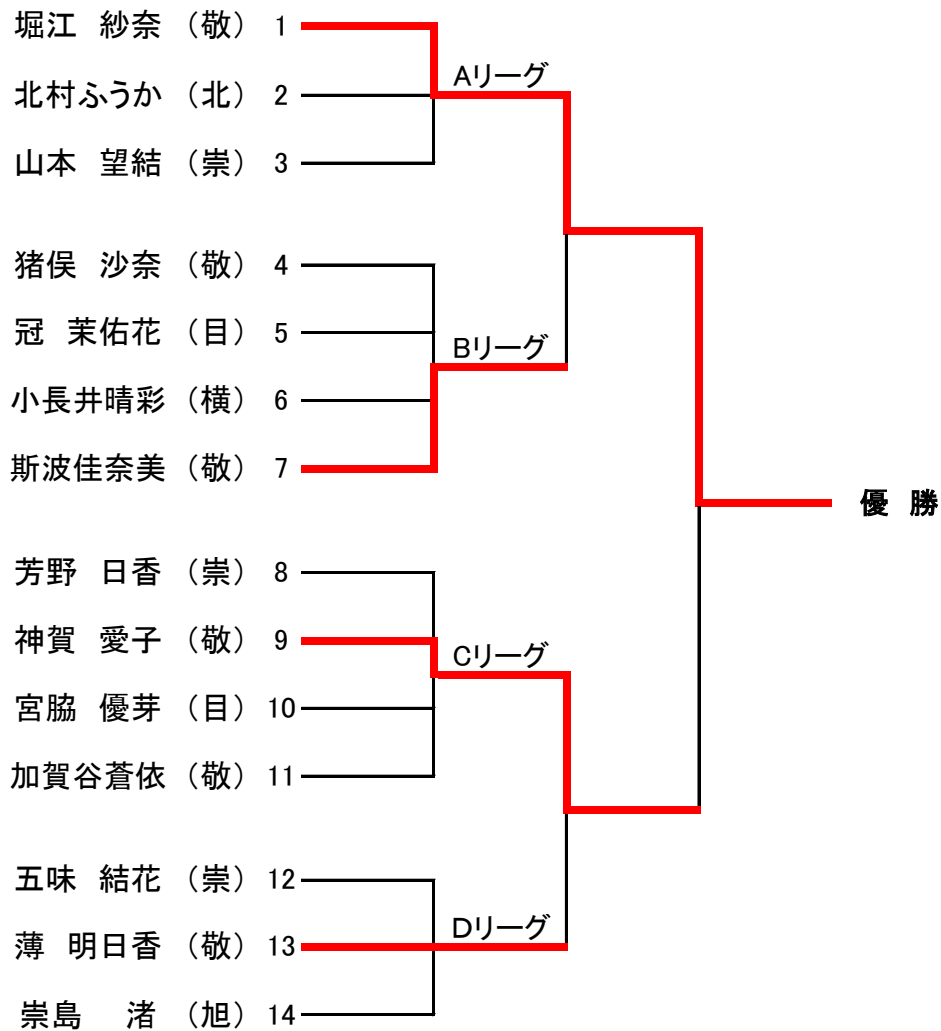 堀江 紗奈 （敬） 1
Aリーグ
北村ふうか （北） 2
山本 望結 （崇） 3
猪俣 沙奈 （敬） 4
冠 茉佑花 （目） 5
Bリーグ
小長井晴彩 （横） 6
斯波佳奈美 （敬） 7
優 勝
芳野 日香 （崇） 8
神賀 愛子 （敬） 9
Cリーグ
宮脇 優芽 （目） 10
加賀谷蒼依 （敬） 11
五味 結花 （崇） 12
Dリーグ
薄 明日香 （敬） 13
崇島 渚 （旭） 14